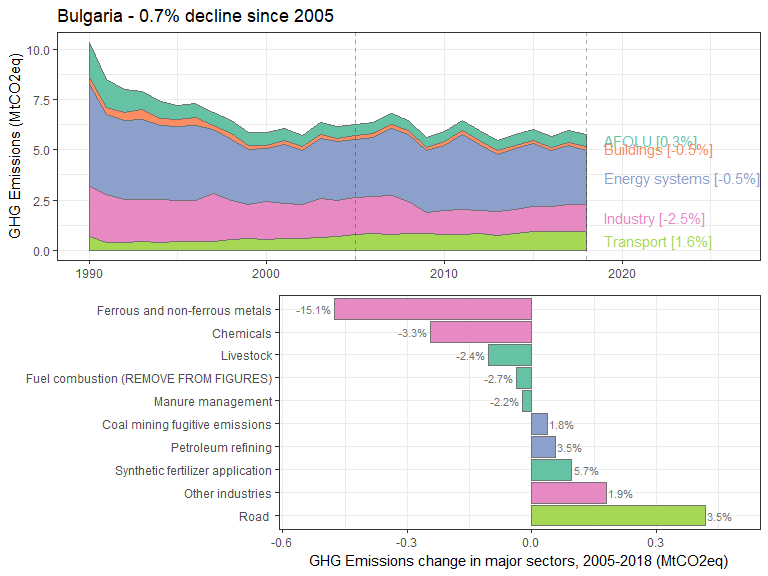 Bulgaria - 0.7% decline since 2005
GHG Emissions (MtCO2eq)
10.0
7.5
5.0
2.5
0.0
AFOLU [0.3%]
Buildings [-0.5%]
Energy systems [-0.5%]
Industry [-2.5%]
Transport [1.6%]
1990
2000
2010
2020
Ferrous and non-ferrous metals
-15.1%
Chemicals
-3.3%
Livestock
-2.4%
Fuel combustion (REMOVE FROM FIGURES)
-2.7%
Manure management
-2.2%
Coal mining fugitive emissions
1.8%
Petroleum refining
3.5%
Synthetic fertilizer application
5.7%
Other industries
1.9%
Road
3.5%
-0.6
-0.3
0.0
0.3
GHG Emissions change in major sectors, 2005-2018 (MtCO2eq)